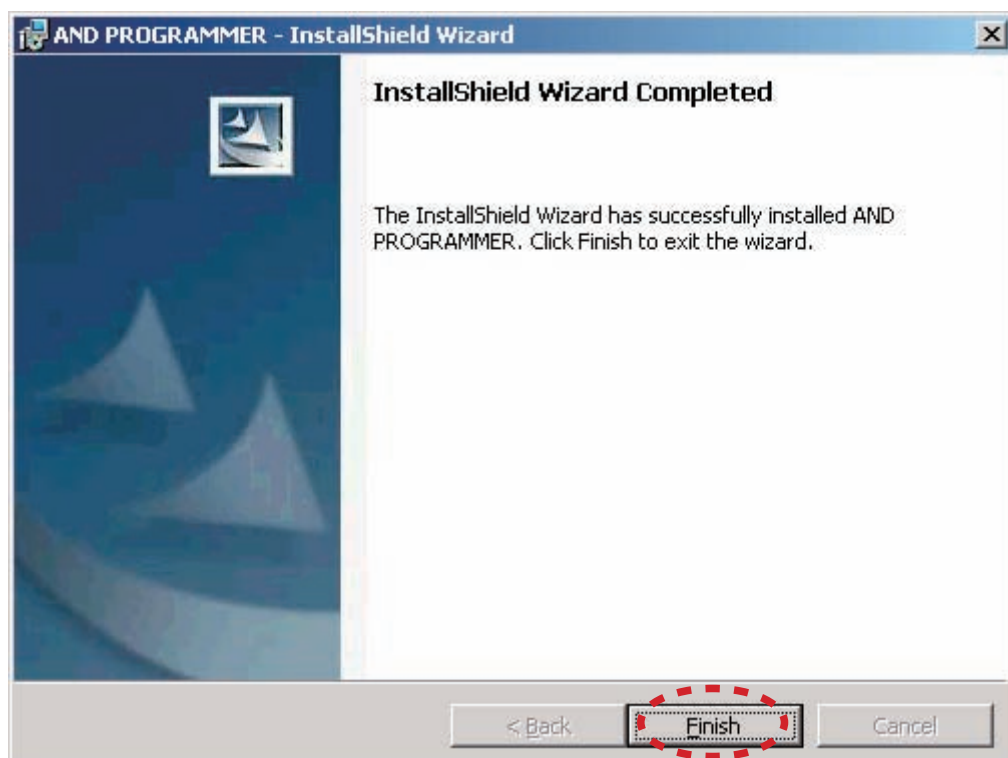 AND PROGRAMMER - InstallShield Wizard
InstallShield Wizard Completed
The InstallShield Wizard has successfully installed AND
PROGRAMMER. Click Finish to exit the wizard.
< Back
Finish
Cancel